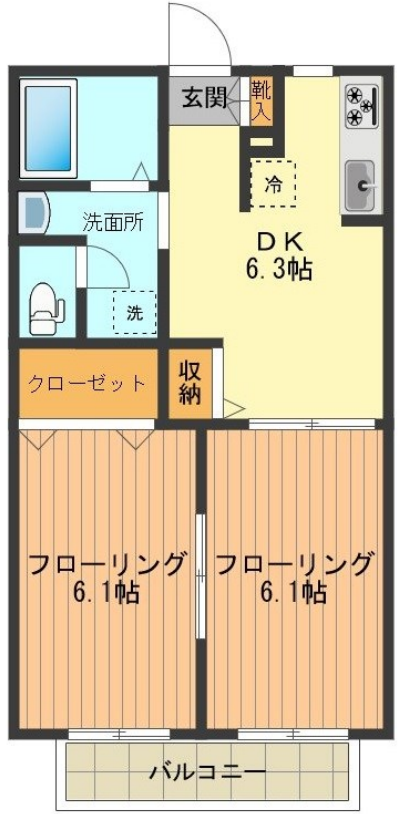 玄関
靴
入
冷
洗面所
DK
6.3帖
洗
クローゼット
収
納
フローリング
6.1帖
フローリング
6.1帖
バルコニー